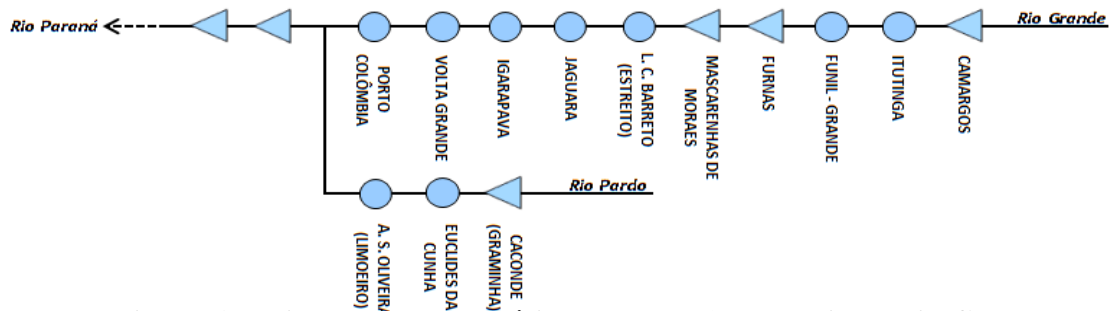 Rio Paraná
Rio Grande
PORTO
COLÔMBIA
VOLTA GRANDE
IGARAPAVA
JAGUARA
L. C. BARRETO
(ESTREITO)
MASCARENHAS DE
MORAES
FURNAS
FUNIL - GRANDE
ITUTINGA
CAMARGOS
Rio Pardo
A. S. OLIVEIRA
(LIMOEIRO)
EUCLIDES DA
CUNHA
CACONDE
(GRAMINHA)